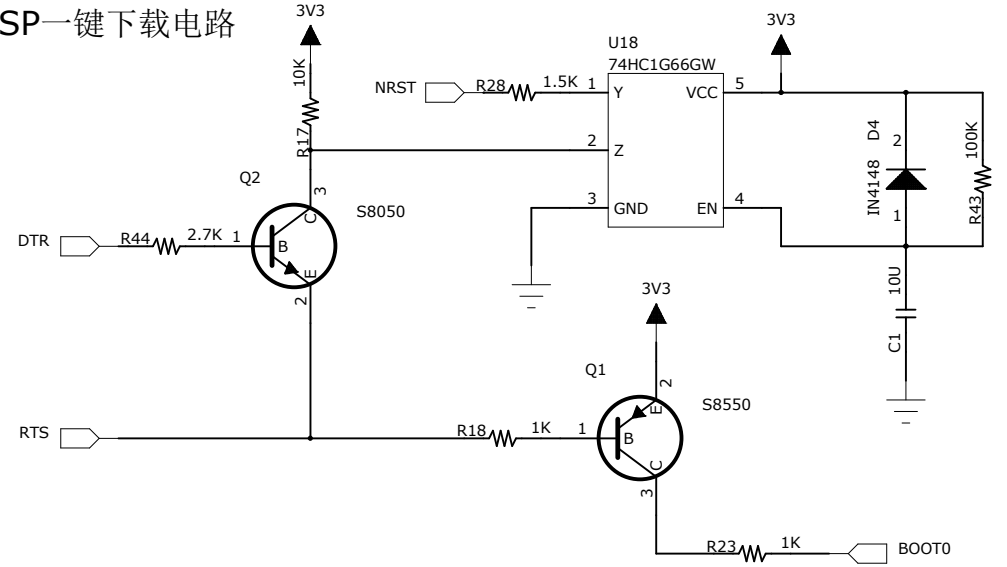 SP一键下载电路
3V3
10K
R17
Q2
3
C
S8050
DTR
R44
2.7K
1
B
E
2
RTS
NRST
R28
1.5K
1
Y
2
Z
3
GND
U18
74HC1G66GW
VCC
5
EN
4
3V3
D4
IN4148
2
1
100K
R43
10U
C1
3V3
Q1
2
E
S8550
R18
1K
1
B
C
3
R23
1K
BOOT0